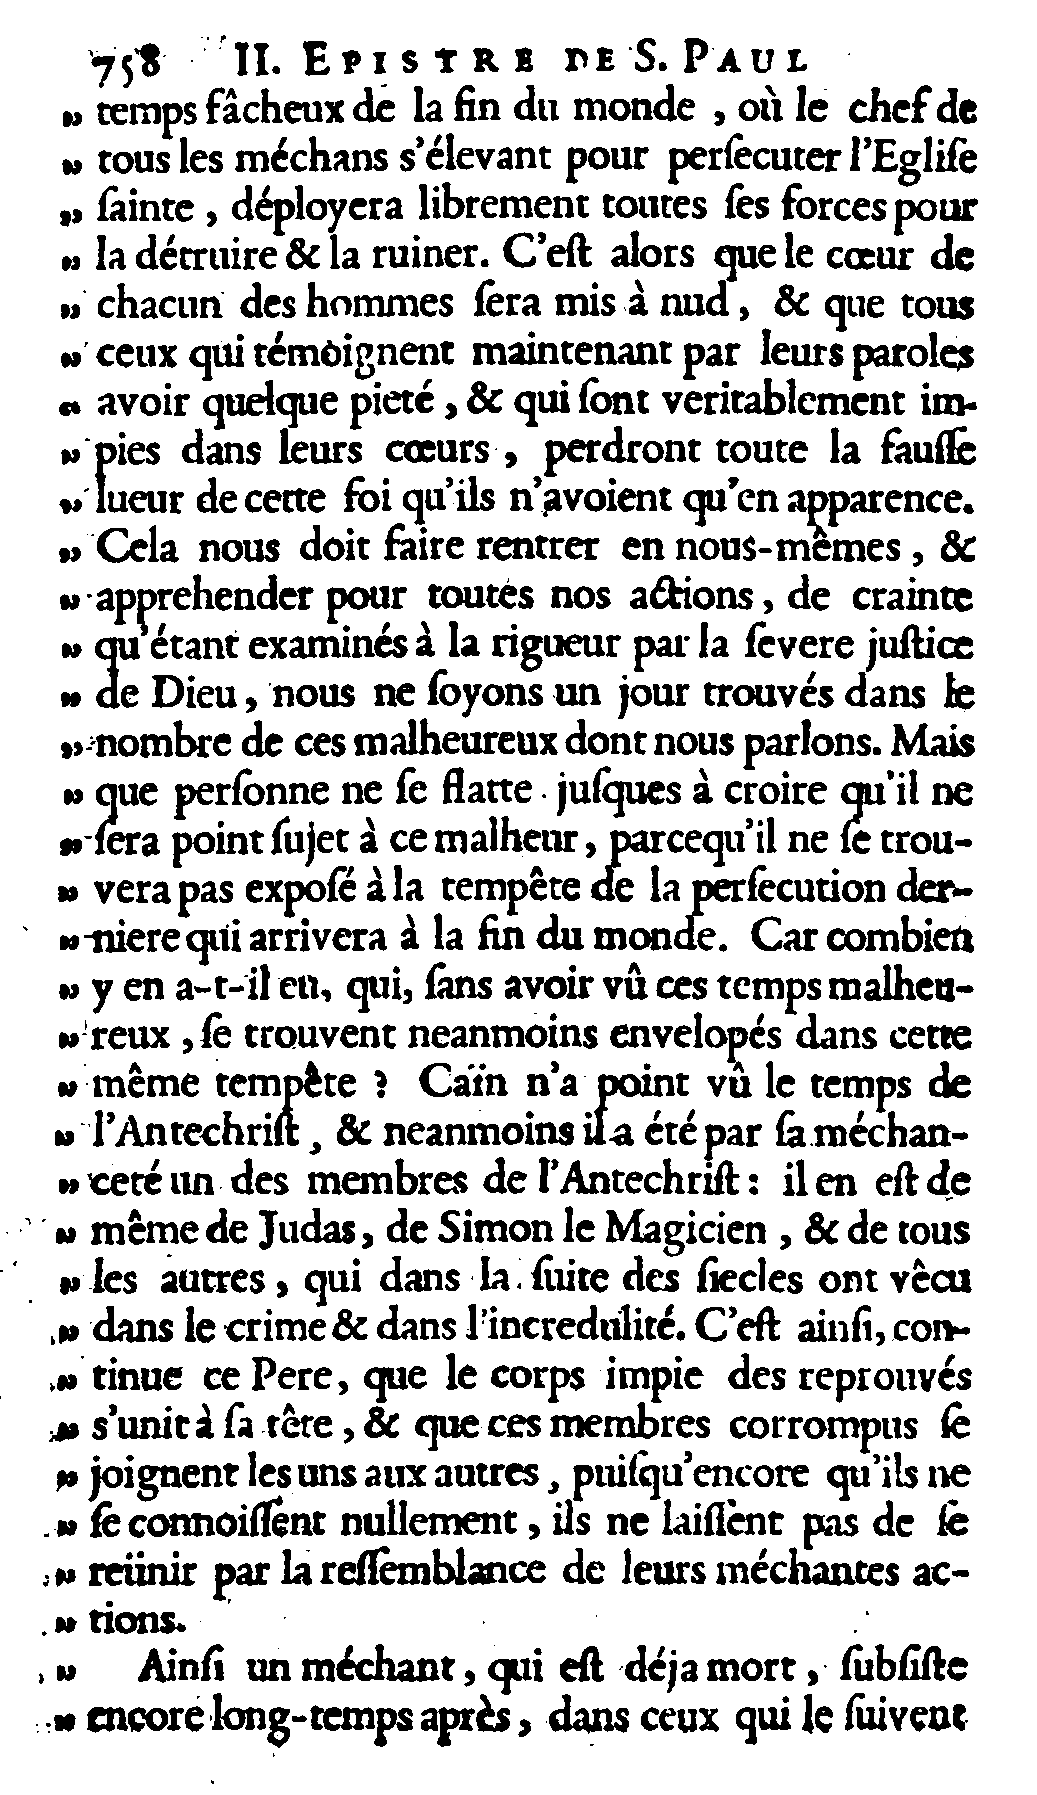 758 II. EPISTRE DE S. PAUL
„ temps fâcheux de la fin du monde , où le chef de
„ tous les méchans s'élevant pour perſecuter l'Egliſe
„ ſainte , déployera librement toutes ſes forces pour
„ la détruire & la ruiner. C'eſt alors que le cœur de
„ chacun des hommes ſera mis à nud , & que tous
„ ceux qui témoignent maintenant par leurs paroles
„ avoir quelque pieté , & qui ſont veritablement im-
„ pies dans leurs cœurs , perdront toute la fauſſe
„ lueur de cette foi qu'ils n'avoient qu'en apparence.
„ Cela nous doit faire rentrer en nous-mêmes , &
„ apprehender pour toutes nos actions , de crainte
„ qu'étant examinés à la rigueur par la ſevere juſtice
„ de Dieu , nous ne ſoyons un jour trouvés dans le
„ nombre de ces malheureux dont nous parlons. Mais
„ que perſonne ne ſe flatte juſques à croire qu'il ne
„ ſera point ſujet à ce malheur , parcequ'il ne ſe trou-
„ vera pas expoſé à la tempête de la perſecution der-
„ niere qui arrivera à la fin du monde. Car combien
„ y en a-t-il eu, qui, ſans avoir vû ces temps malheu-
„ reux , ſe trouvent neanmoins envelopés dans cette
„ même tempête ? Caïn n'a point vû le temps de
„ l'Antechriſt , & neanmoins il a été par ſa méchan-
„ ceté un des membres de l'Antechriſt : il en eſt de
„ même de Judas, de Simon le Magicien , & de tous
„ les autres , qui dans la ſuite des ſiecles ont vêcu
„ dans le crime & dans l'incredulité. C'eſt ainſi, con-
„ tinue ce Pere, que le corps impie des reprouvés
„ s'unit à ſa tête , & que ces membres corrompus ſe
„ joignent les uns aux autres , puiſqu'encore qu'ils ne
„ ſe connoiſſent nullement , ils ne laiſſent pas de ſe
„ reünir par la reſſemblance de leurs méchantes ac-
„ tions.
„ Ainſi un méchant , qui eſt déja mort , ſubſiſte
„ encore long-temps après , dans ceux qui le ſuivent